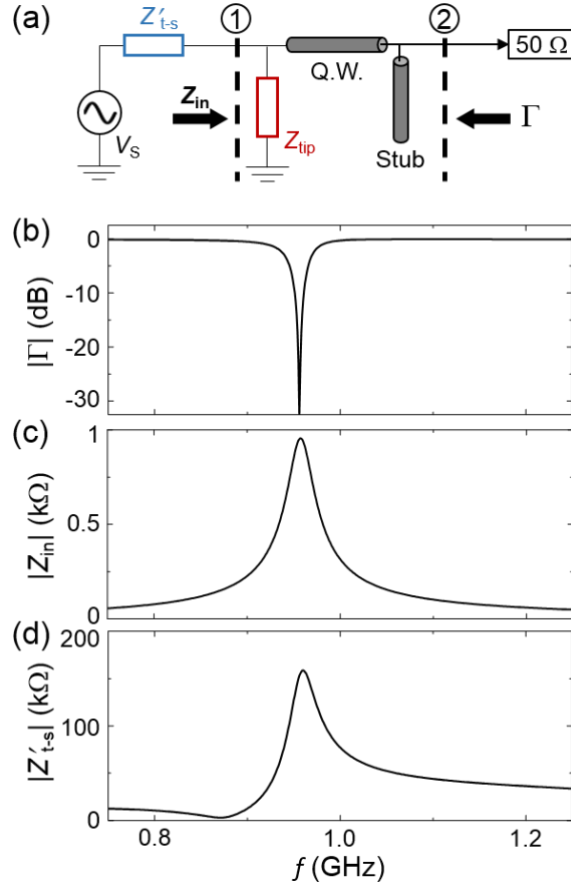 (a)
Z′t-s
①
②
Q.W.
50 Ω
Zin
VS
Ztip
Stub
Γ
(b)
0
-10
-20
-30
|Γ| (dB)
(c)
1
0.5
0
|Zin| (kΩ)
(d)
200
100
0
|Z′t-s| (kΩ)
0.8 1.0 1.2
f (GHz)